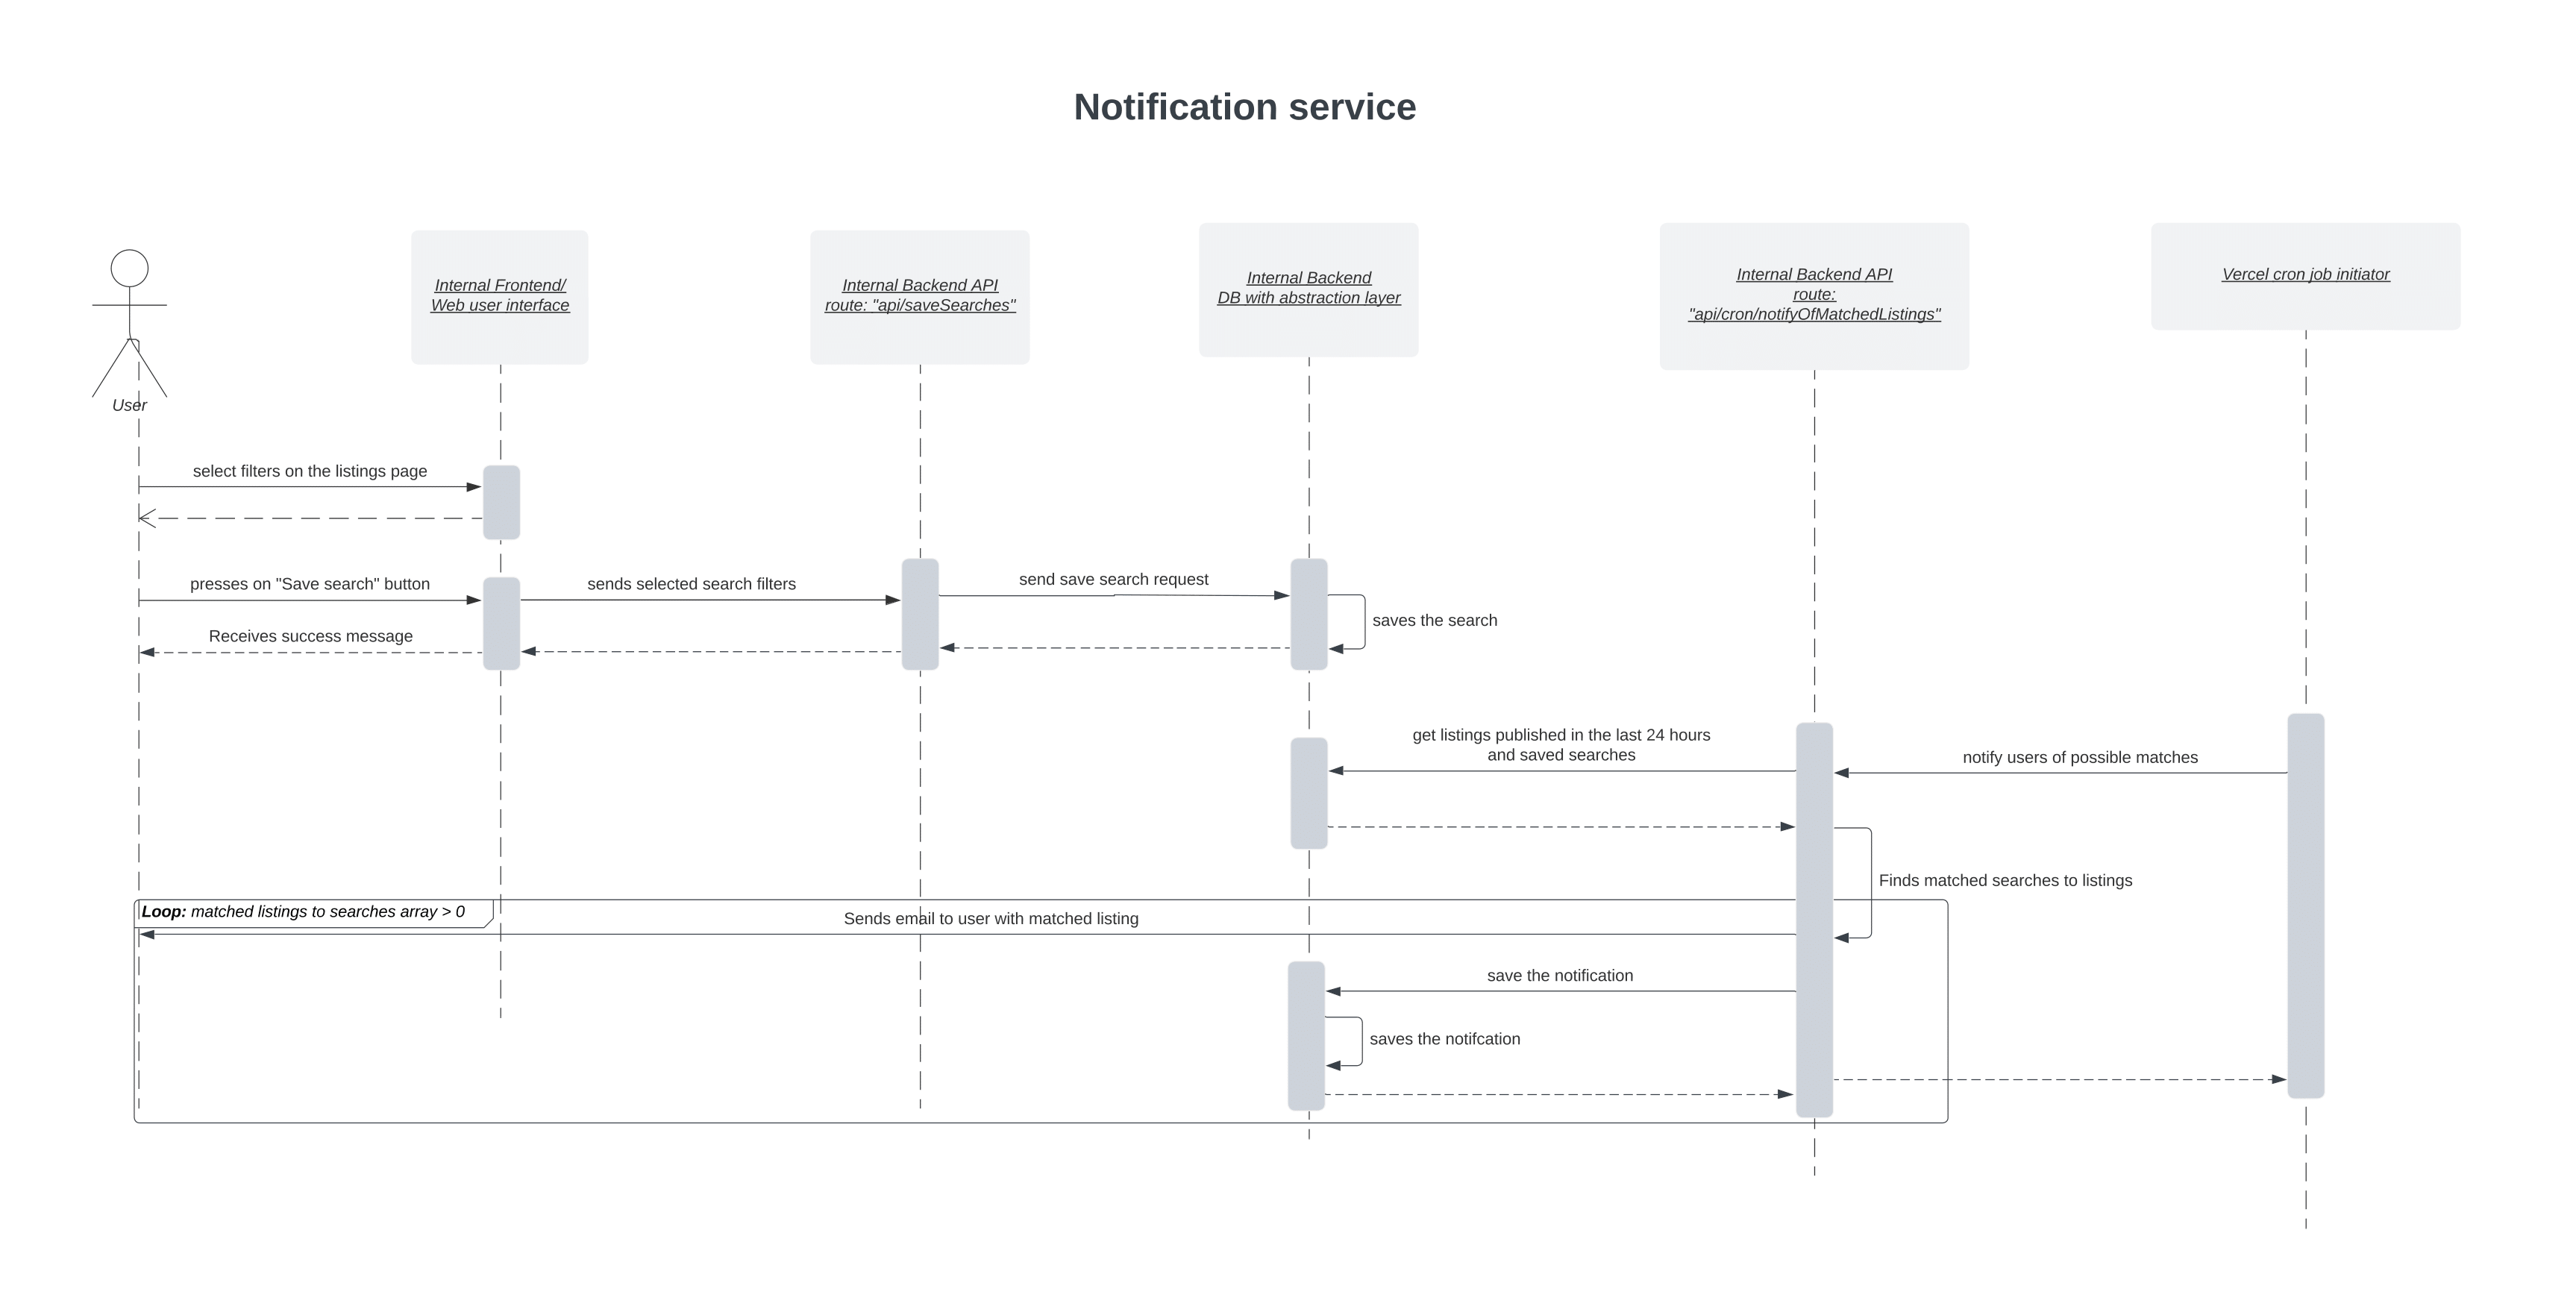 Notification service
User
Internal Frontend/
Web user interface
Internal Backend API
route: "api/saveSearches"
Internal Backend
DB with abstraction layer
Internal Backend API
route:
"api/cron/notifyOfMatchedListings"
Vercel cron job initiator
select filters on the listings page
presses on "Save search" button
sends selected search filters
send save search request
saves the search
Receives success message
get listings published in the last 24 hours
and saved searches
notify users of possible matches
Finds matched searches to listings
Loop: matched listings to searches array > 0
Sends email to user with matched listing
save the notification
saves the notifcation